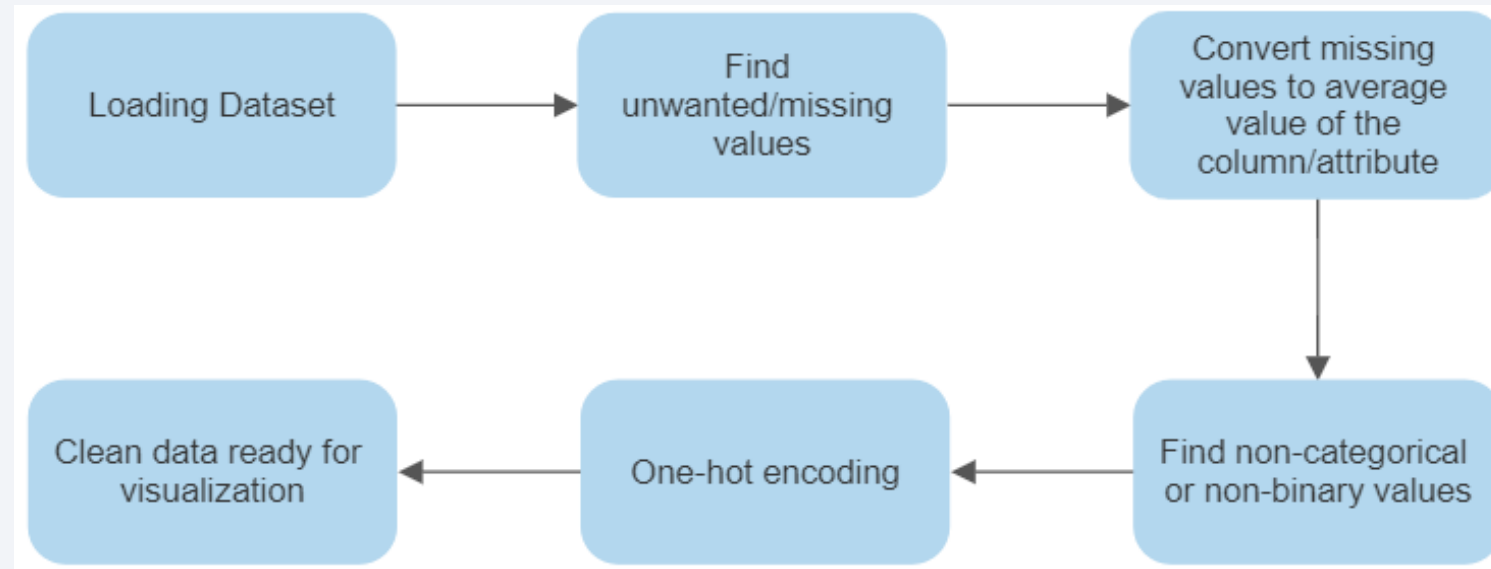 Loading Dataset
Find
unwanted/missing
values
Convert missing
values to average
value of the
column/attribute
Find non-categorical
or non-binary values
One-hot encoding
Clean data ready for
visualization